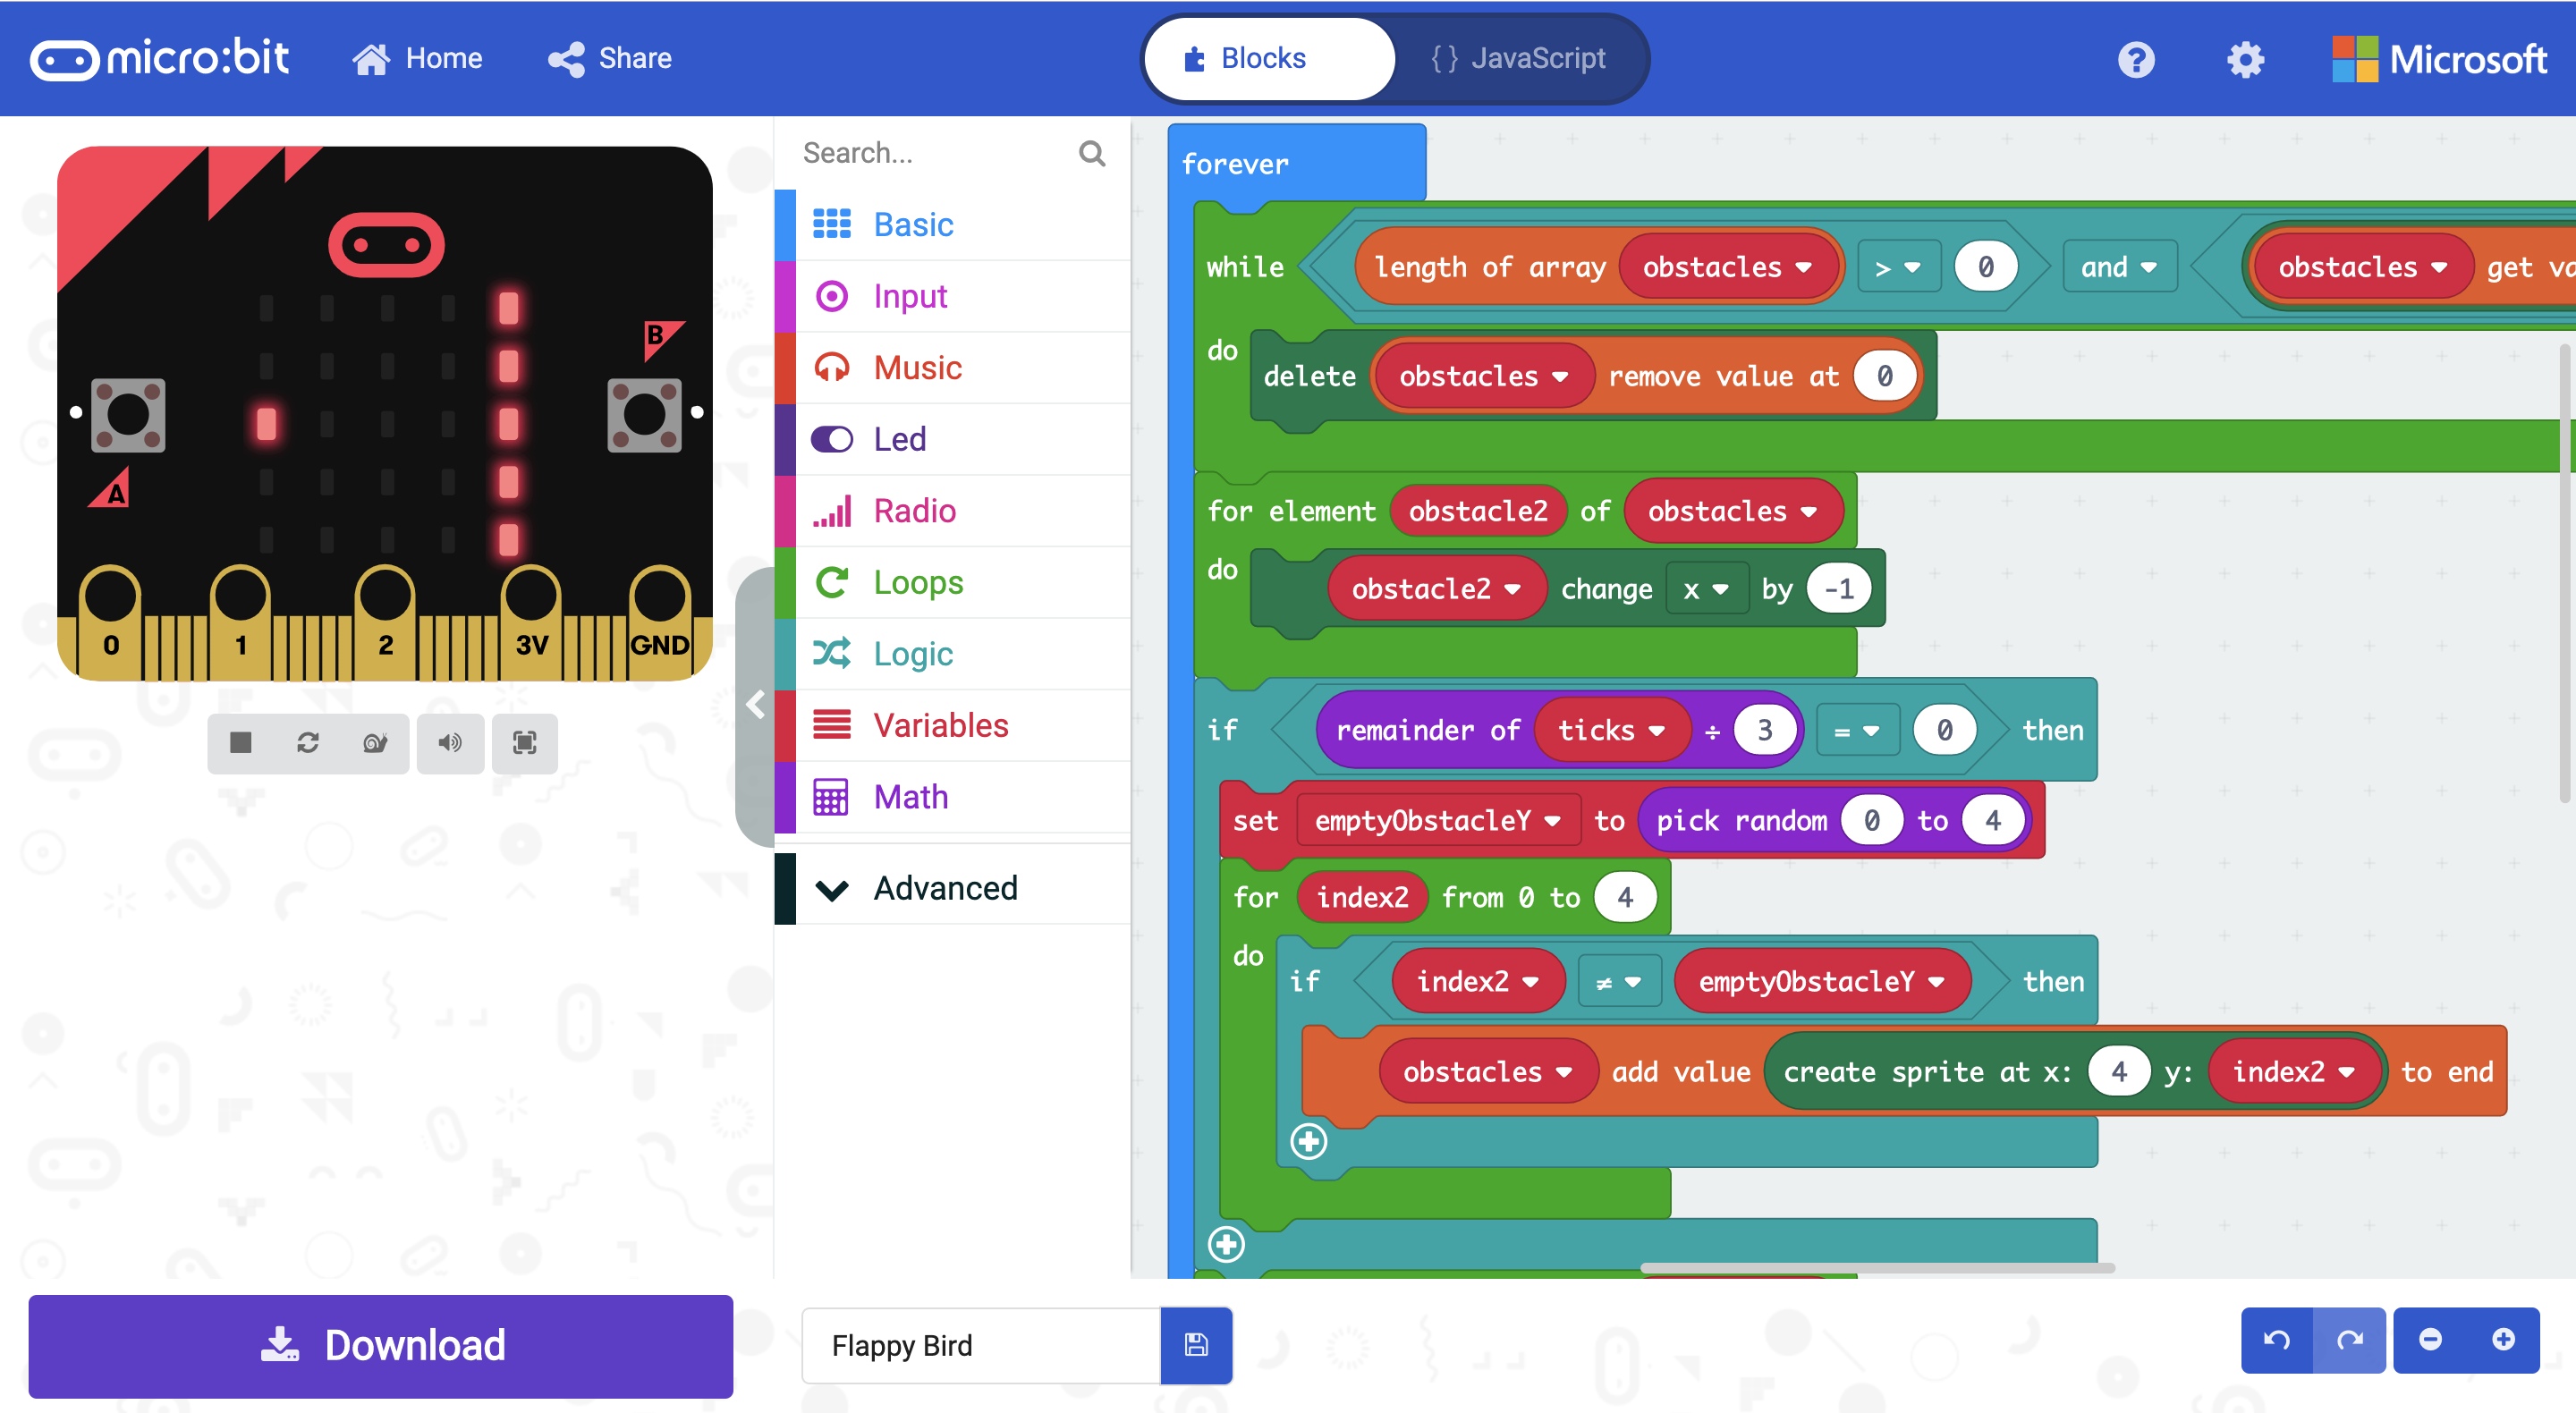 micro:bit Home Share Blocks { } JavaScript ? Microsoft
B
A
0 1 2 3V GND
Search...
Basic
Input
Music
Led
Radio
Loops
Logic
Variables
Math
Advanced
forever
while length of array obstacles > 0 and obstacles get va
do delete obstacles remove value at 0
for element obstacle2 of obstacles
do obstacle2 change x by -1
if remainder of ticks ÷ 3 = 0 then
set emptyObstacleY to pick random 0 to 4
for index2 from 0 to 4
do if index2 ≠ emptyObstacleY then
obstacles add value create sprite at x: 4 y: index2 to end
Download
Flappy Bird